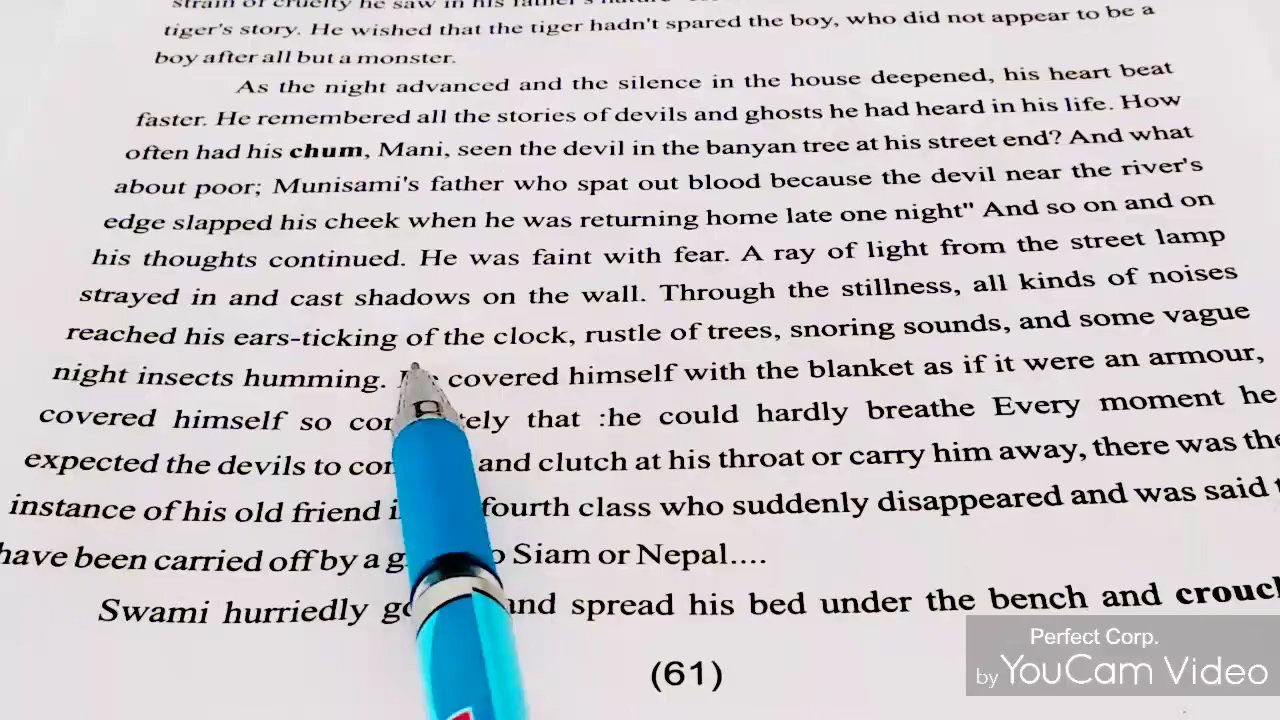 strain of cruelty he saw in his father's nature
tiger's story. He wished that the tiger hadn't spared the boy, who did not appear to be a
boy after all but a monster.
As the night advanced and the silence in the house deepened, his heart beat
faster. He remembered all the stories of devils and ghosts he had heard in his life. How
often had his chum, Mani, seen the devil in the banyan tree at his street end? And what
about poor; Munisami's father who spat out blood because the devil near the river's
edge slapped his cheek when he was returning home late one night" And so on and on
his thoughts continued. He was faint with fear. A ray of light from the street lamp
strayed in and cast shadows on the wall. Through the stillness, all kinds of noises
reached his ears-ticking of the clock, rustle of trees, snoring sounds, and some vague
night insects humming. covered himself with the blanket as if it were an armour,
covered himself so that :he could hardly breathe Every moment he
expected the devils to and clutch at his throat or carry him away, there was the
instance of his old friend fourth class who suddenly disappeared and was said
have been carried off by a Siam or Nepal....
Swami hurriedly and spread his bed under the bench and crouch
(61)
Perfect Corp.
by YouCam Video